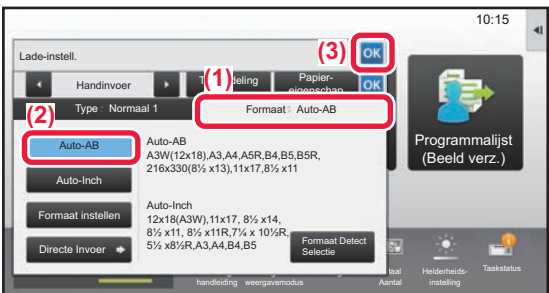 10:15
(3)
Lade-instell.
OK
(1)
Handinvoer
deling
Papier-
eigenschap
OK
(2)
Type : Normaal 1
Formaat : Auto-AB
Auto-AB
Auto-AB
A3W(12x18),A3,A4,A5R,B4,B5,B5R,
216x330(8½ x13),11x17,8½ x11
Programmalijst
(Beeld verz.)
Auto-Inch
Auto-Inch
12x18(A3W),11x17, 8½ x14,
8½ x11, 8½ x11R,7¼ x 10½R,
5½ x8½R,A3,A4,B4,B5
Formaat instellen
Directe Invoer
Formaat Detect
Selectie
handleiding
weergavemodus
Aantal
Helderheids-
instelling
Taakstatus